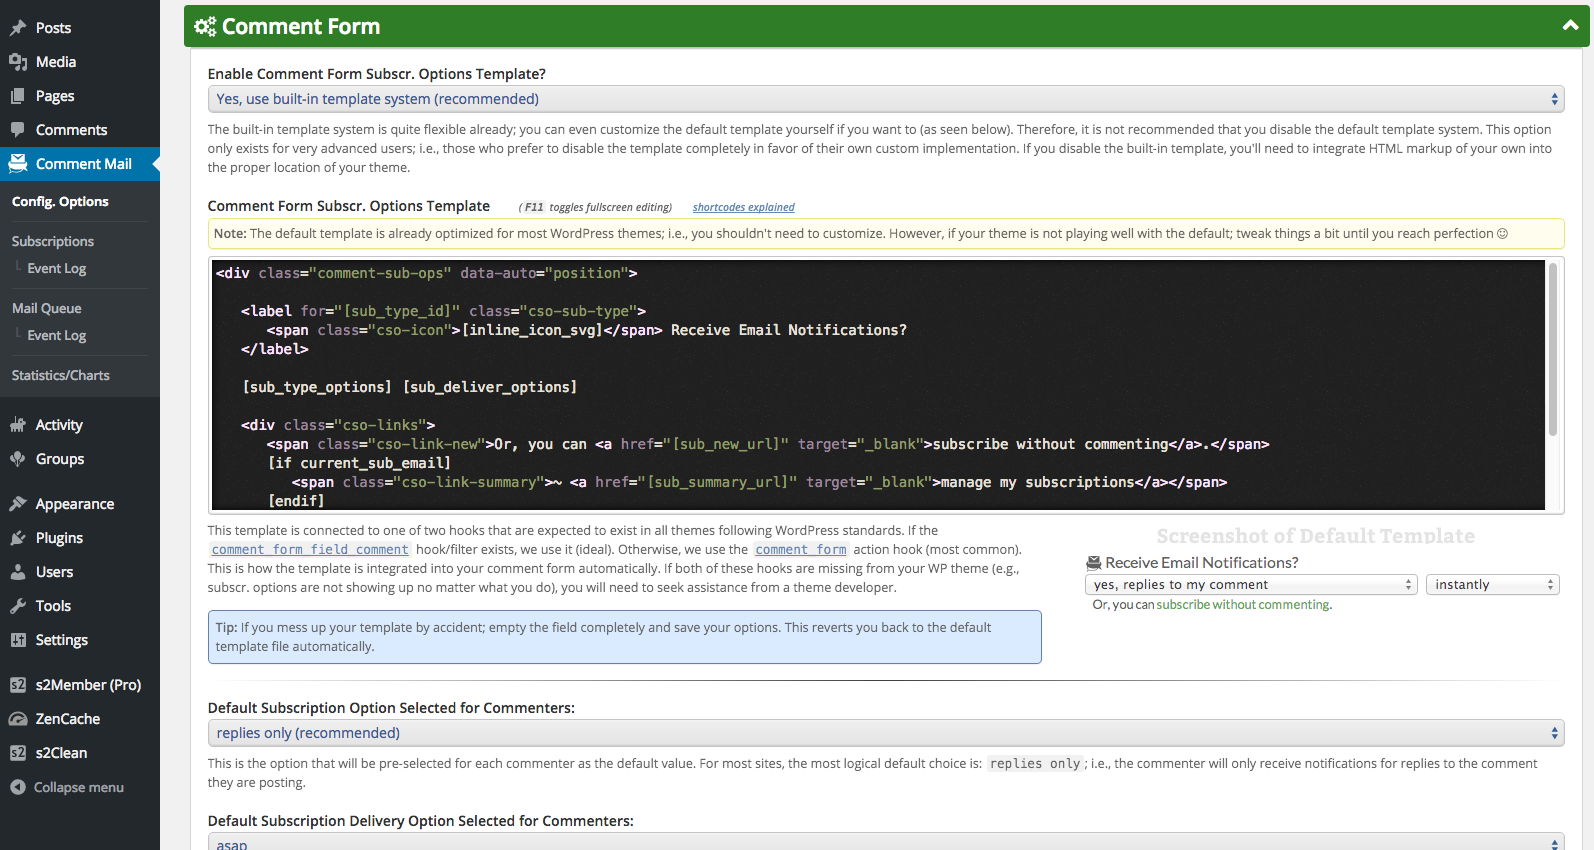 Posts
Media
Pages
Comments
Comment Mail
Config. Options
Subscriptions
Event Log
Mail Queue
Event Log
Statistics/Charts
Activity
Groups
Appearance
Plugins
Users
Tools
Settings
s2 s2Member (Pro)
ZenCache
s2 s2Clean
Collapse menu
Comment Form
Enable Comment Form Subscr. Options Template?
Yes, use built-in template system (recommended)
The built-in template system is quite flexible already; you can even customize the default template yourself if you want to (as seen below). Therefore, it is not recommended that you disable the default template system. This option
only exists for very advanced users; i.e., those who prefer to disable the template completely in favor of their own custom implementation. If you disable the built-in template, you'll need to integrate HTML markup of your own into
the proper location of your theme.
Comment Form Subscr. Options Template (F11 toggles fullscreen editing) shortcodes explained
Note: The default template is already optimized for most WordPress themes; i.e., you shouldn't need to customize. However, if your theme is not playing well with the default; tweak things a bit until you reach perfection ☺
<div class="comment-sub-ops" data-auto="position">
<label for="[sub_type_id]" class="cso-sub-type">
<span class="cso-icon">[inline_icon_svg]</span> Receive Email Notifications?
</label>
[sub_type_options] [sub_deliver_options]
<div class="cso-links">
<span class="cso-link-new">Or, you can <a href="[sub_new_url]" target="_blank">subscribe without commenting</a>.</span>
[if current_sub_email]
<span class="cso-link-summary">~ <a href="[sub_summary_url]" target="_blank">manage my subscriptions</a></span>
[endif]
This template is connected to one of two hooks that are expected to exist in all themes following WordPress standards. If the
comment_form_field_comment hook/filter exists, we use it (ideal). Otherwise, we use the comment_form action hook (most common).
This is how the template is integrated into your comment form automatically. If both of these hooks are missing from your WP theme (e.g.,
subscr. options are not showing up no matter what you do), you will need to seek assistance from a theme developer.
Screenshot of Default Template
Receive Email Notifications?
yes, replies to my comment instantly
Or, you can subscribe without commenting.
Tip: If you mess up your template by accident; empty the field completely and save your options. This reverts you back to the default
template file automatically.
Default Subscription Option Selected for Commenters:
replies only (recommended)
This is the option that will be pre-selected for each commenter as the default value. For most sites, the most logical default choice is: replies only; i.e., the commenter will only receive notifications for replies to the comment
they are posting.
Default Subscription Delivery Option Selected for Commenters:
asap